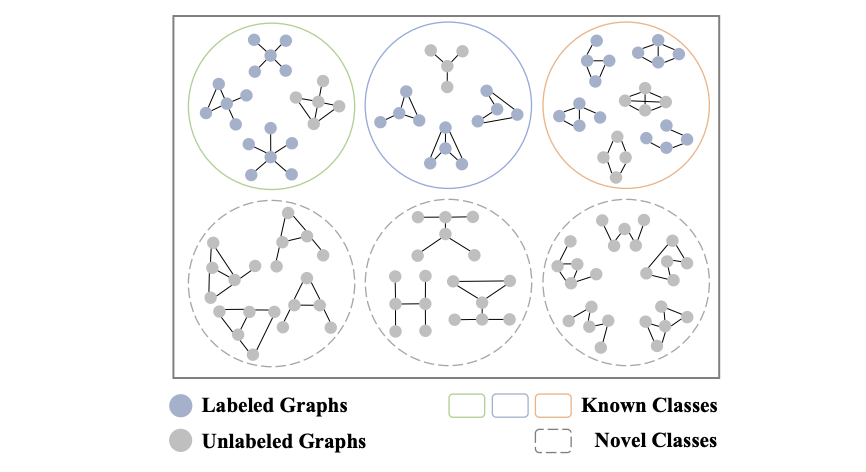 Labeled Graphs
Known Classes
Unlabeled Graphs
Novel Classes